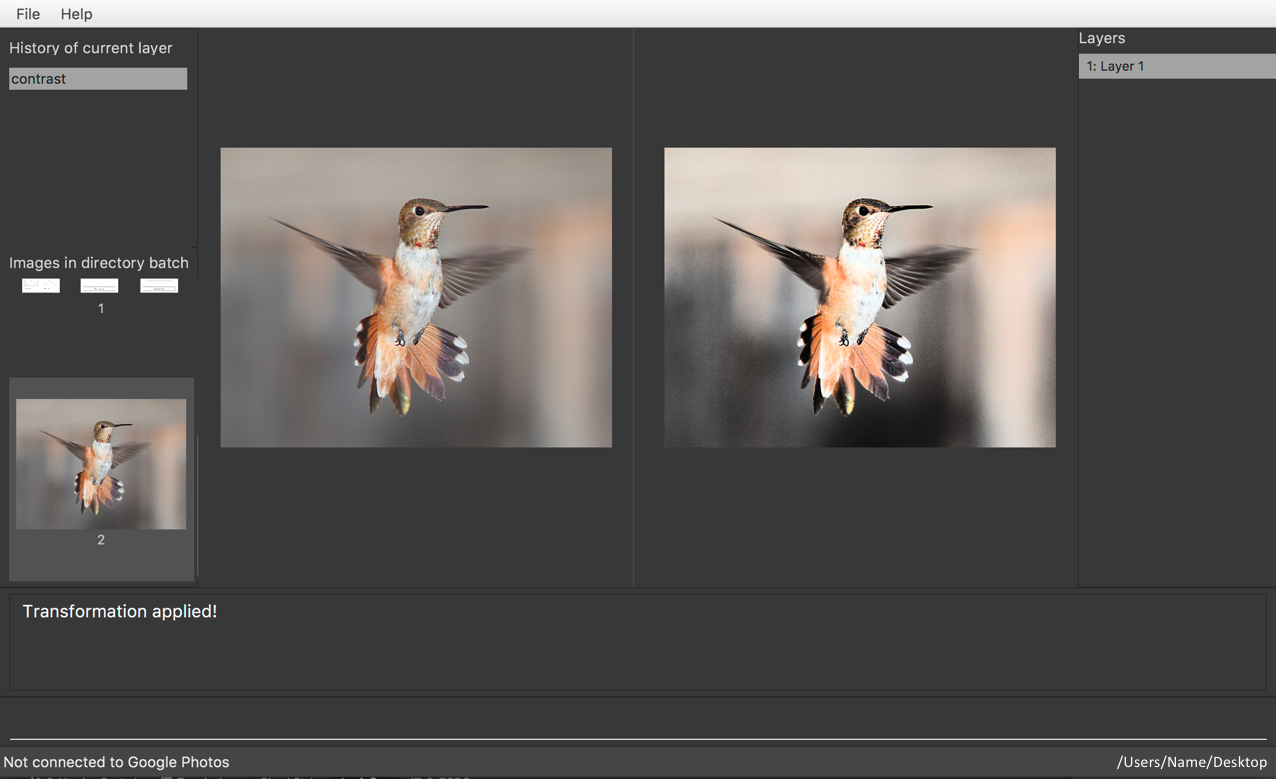 File Help
History of current layer
contrast
Images in directory batch
1
2
Layers
1: Layer 1
Transformation applied!
Not connected to Google Photos
/Users/Name/Desktop